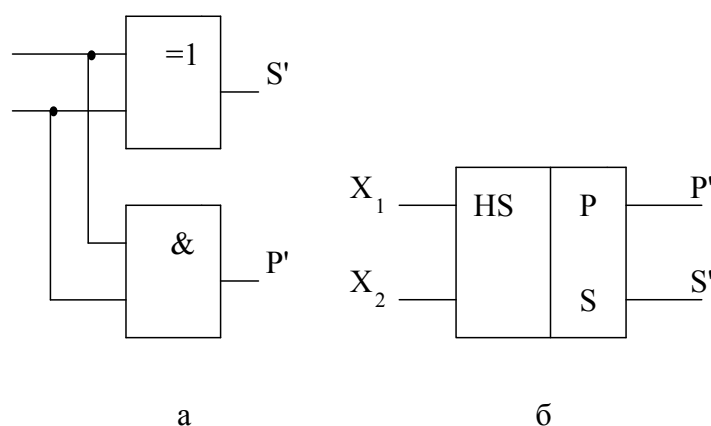 =1
S'
&
P'
а
X₁
HS
P
P'
X₂
S
S'
б